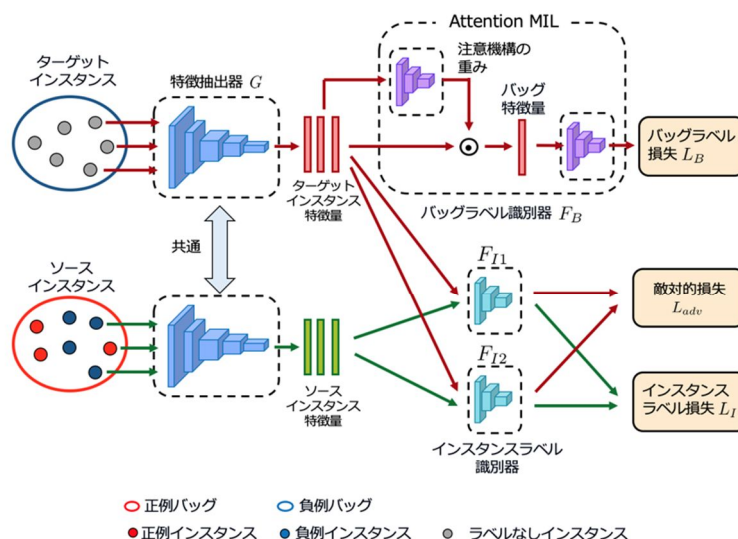 Attention MIL
ターゲット
インスタンス
特徴抽出器 G
注意機構の
重み
バッグ
特徴量
バッグラベル
損失 L_B
ターゲット
インスタンス
特徴量
バッグラベル識別器 F_B
共通
ソース
インスタンス
F_{I1}
敵対的損失
L_{adv}
F_{I2}
ソース
インスタンス
特徴量
インスタンス
ラベル損失 L_I
インスタンスラベル
識別器
正例バッグ
負例バッグ
正例インスタンス
負例インスタンス
ラベルなしインスタンス